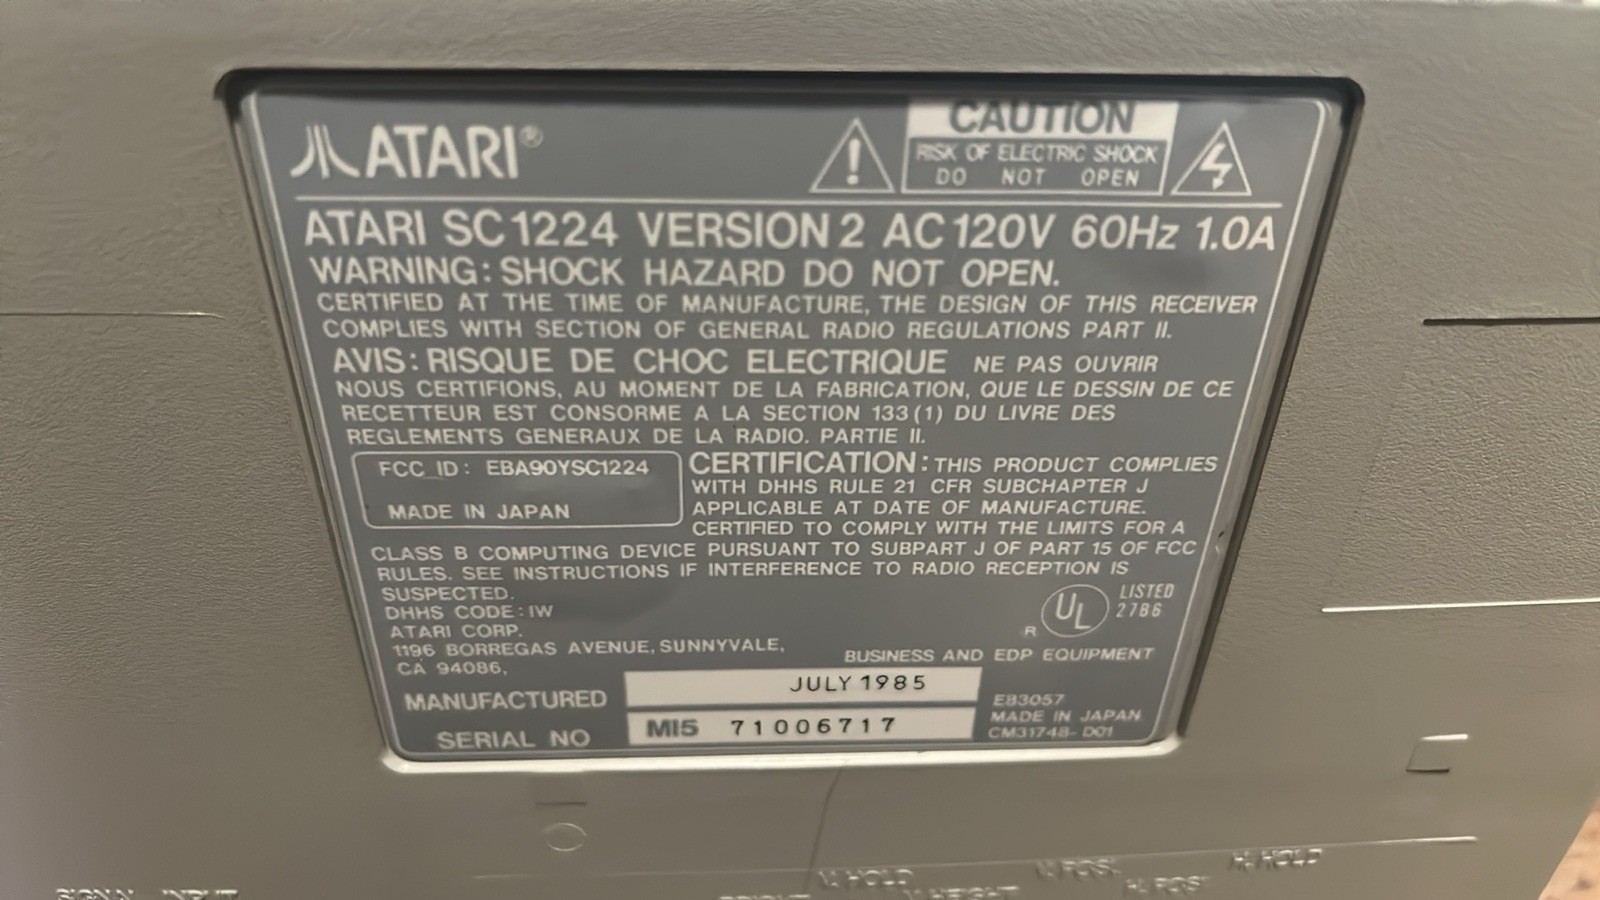 ATARI®
CAUTION
RISK OF ELECTRIC SHOCK
DO NOT OPEN
ATARI SC1224 VERSION 2 AC 120V 60Hz 1.0A
WARNING: SHOCK HAZARD DO NOT OPEN.
CERTIFIED AT THE TIME OF MANUFACTURE, THE DESIGN OF THIS RECEIVER
COMPLIES WITH SECTION OF GENERAL RADIO REGULATIONS PART II.
AVIS: RISQUE DE CHOC ELECTRIQUE NE PAS OUVRIR
NOUS CERTIFIONS, AU MOMENT DE LA FABRICATION, QUE LE DESSIN DE CE
RECETTEUR EST CONSORME A LA SECTION 133 (1) DU LIVRE DES
REGLEMENTS GENERAUX DE LA RADIO. PARTIE II.
FCC ID: EBA90YSC1224
MADE IN JAPAN
CERTIFICATION: THIS PRODUCT COMPLIES
WITH DHHS RULE 21 CFR SUBCHAPTER J
APPLICABLE AT DATE OF MANUFACTURE.
CERTIFIED TO COMPLY WITH THE LIMITS FOR A
CLASS B COMPUTING DEVICE PURSUANT TO SUBPART J OF PART 15 OF FCC
RULES. SEE INSTRUCTIONS IF INTERFERENCE TO RADIO RECEPTION IS
SUSPECTED.
DHHS CODE: IW
ATARI CORP.
1196 BORREGAS AVENUE, SUNNYVALE,
CA 94086,
UL R
LISTED
27B6
BUSINESS AND EDP EQUIPMENT
MANUFACTURED JULY 1985
SERIAL NO MI5 71006717
E83057
MADE IN JAPAN
CM31748-D01
INPUT
V. HOLD
V. HEIGHT
H. POS.
H. HOLD